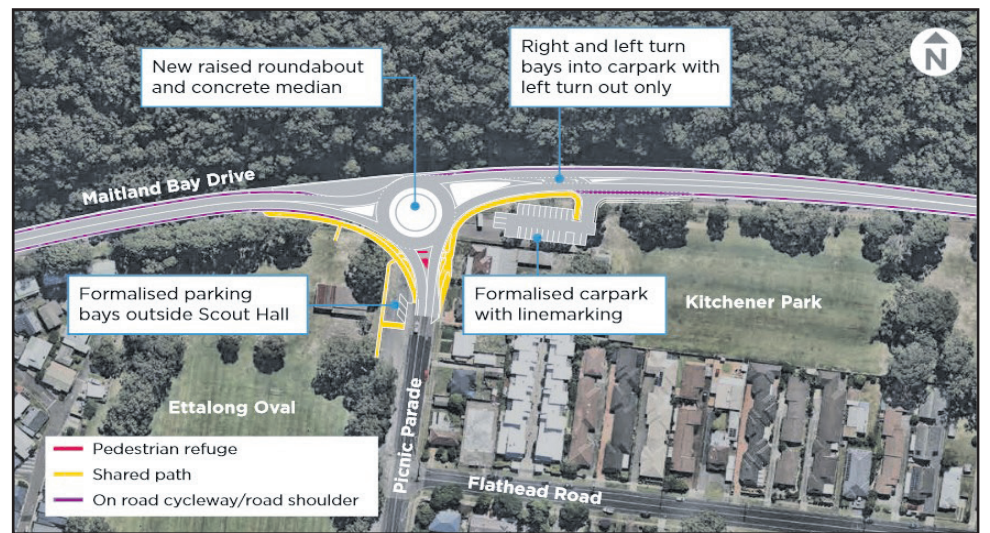 New raised roundabout
and concrete median
Right and left turn
bays into carpark with
left turn out only
N
Maitland Bay Drive
Formalised parking
bays outside Scout Hall
Formalised carpark
with linemarking
Kitchener Park
Ettalong Oval
Picnic Parade
Flathead Road
Pedestrian refuge
Shared path
On road cycleway/road shoulder